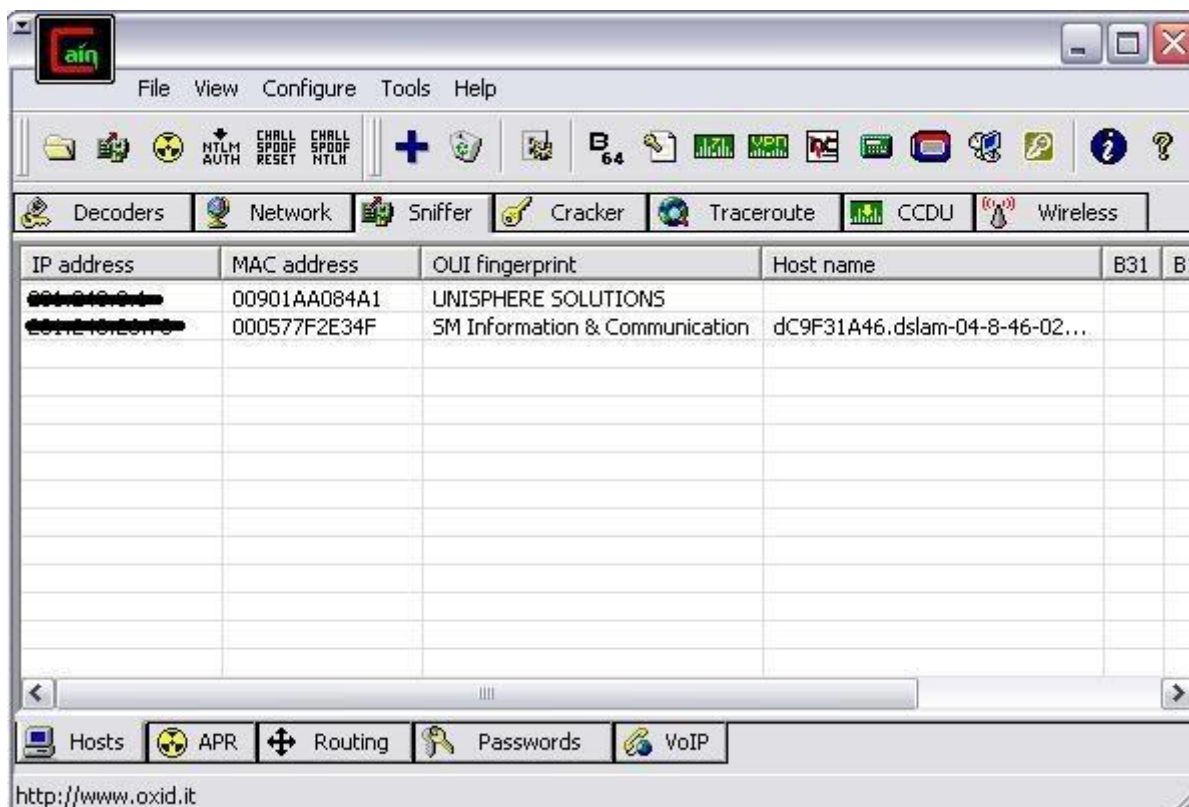 Cain
File View Configure Tools Help
NTLM AUTH CHALL SPOOF RESET CHALL SPOOF NTLM B64
Decoders Network Sniffer Cracker Traceroute CCDU Wireless
IP address MAC address OUI fingerprint Host name B31 B
00901AA084A1 UNISPHERE SOLUTIONS
000577F2E34F SM Information & Communication dC9F31A46.dslam-04-8-46-02...
Hosts APR Routing Passwords VoIP
http://www.oxid.it